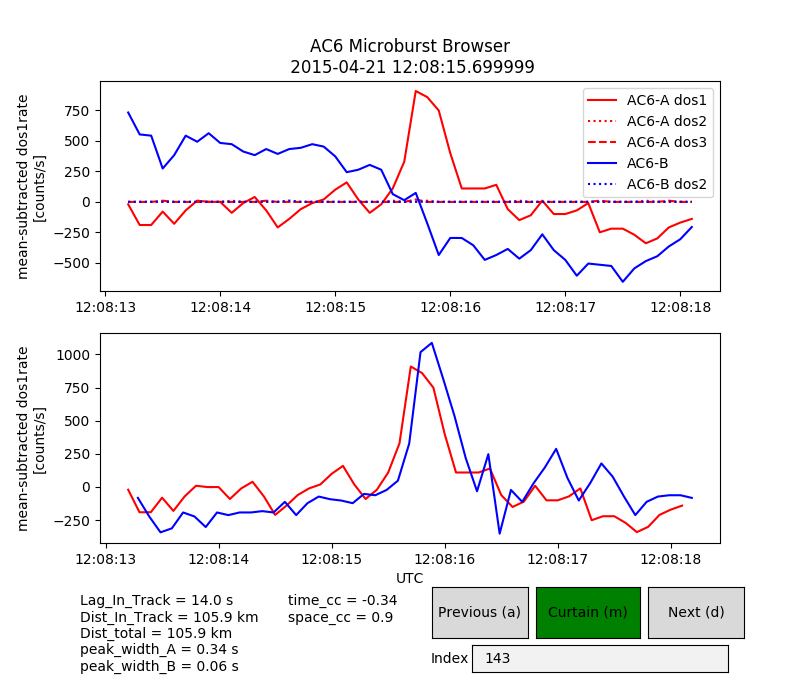 AC6 Microburst Browser
2015-04-21 12:08:15.699999
mean-subtracted dos1rate
[counts/s]
750
500
250
0
−250
−500
AC6-A dos1
AC6-A dos2
AC6-A dos3
AC6-B
AC6-B dos2
12:08:13 12:08:14 12:08:15 12:08:16 12:08:17 12:08:18
mean-subtracted dos1rate
[counts/s]
1000
750
500
250
0
−250
12:08:13 12:08:14 12:08:15 12:08:16 12:08:17 12:08:18
UTC
Lag_In_Track = 14.0 s
Dist_In_Track = 105.9 km
Dist_total = 105.9 km
peak_width_A = 0.34 s
peak_width_B = 0.06 s
time_cc = -0.34
space_cc = 0.9
Previous (a) Curtain (m) Next (d)
Index 143